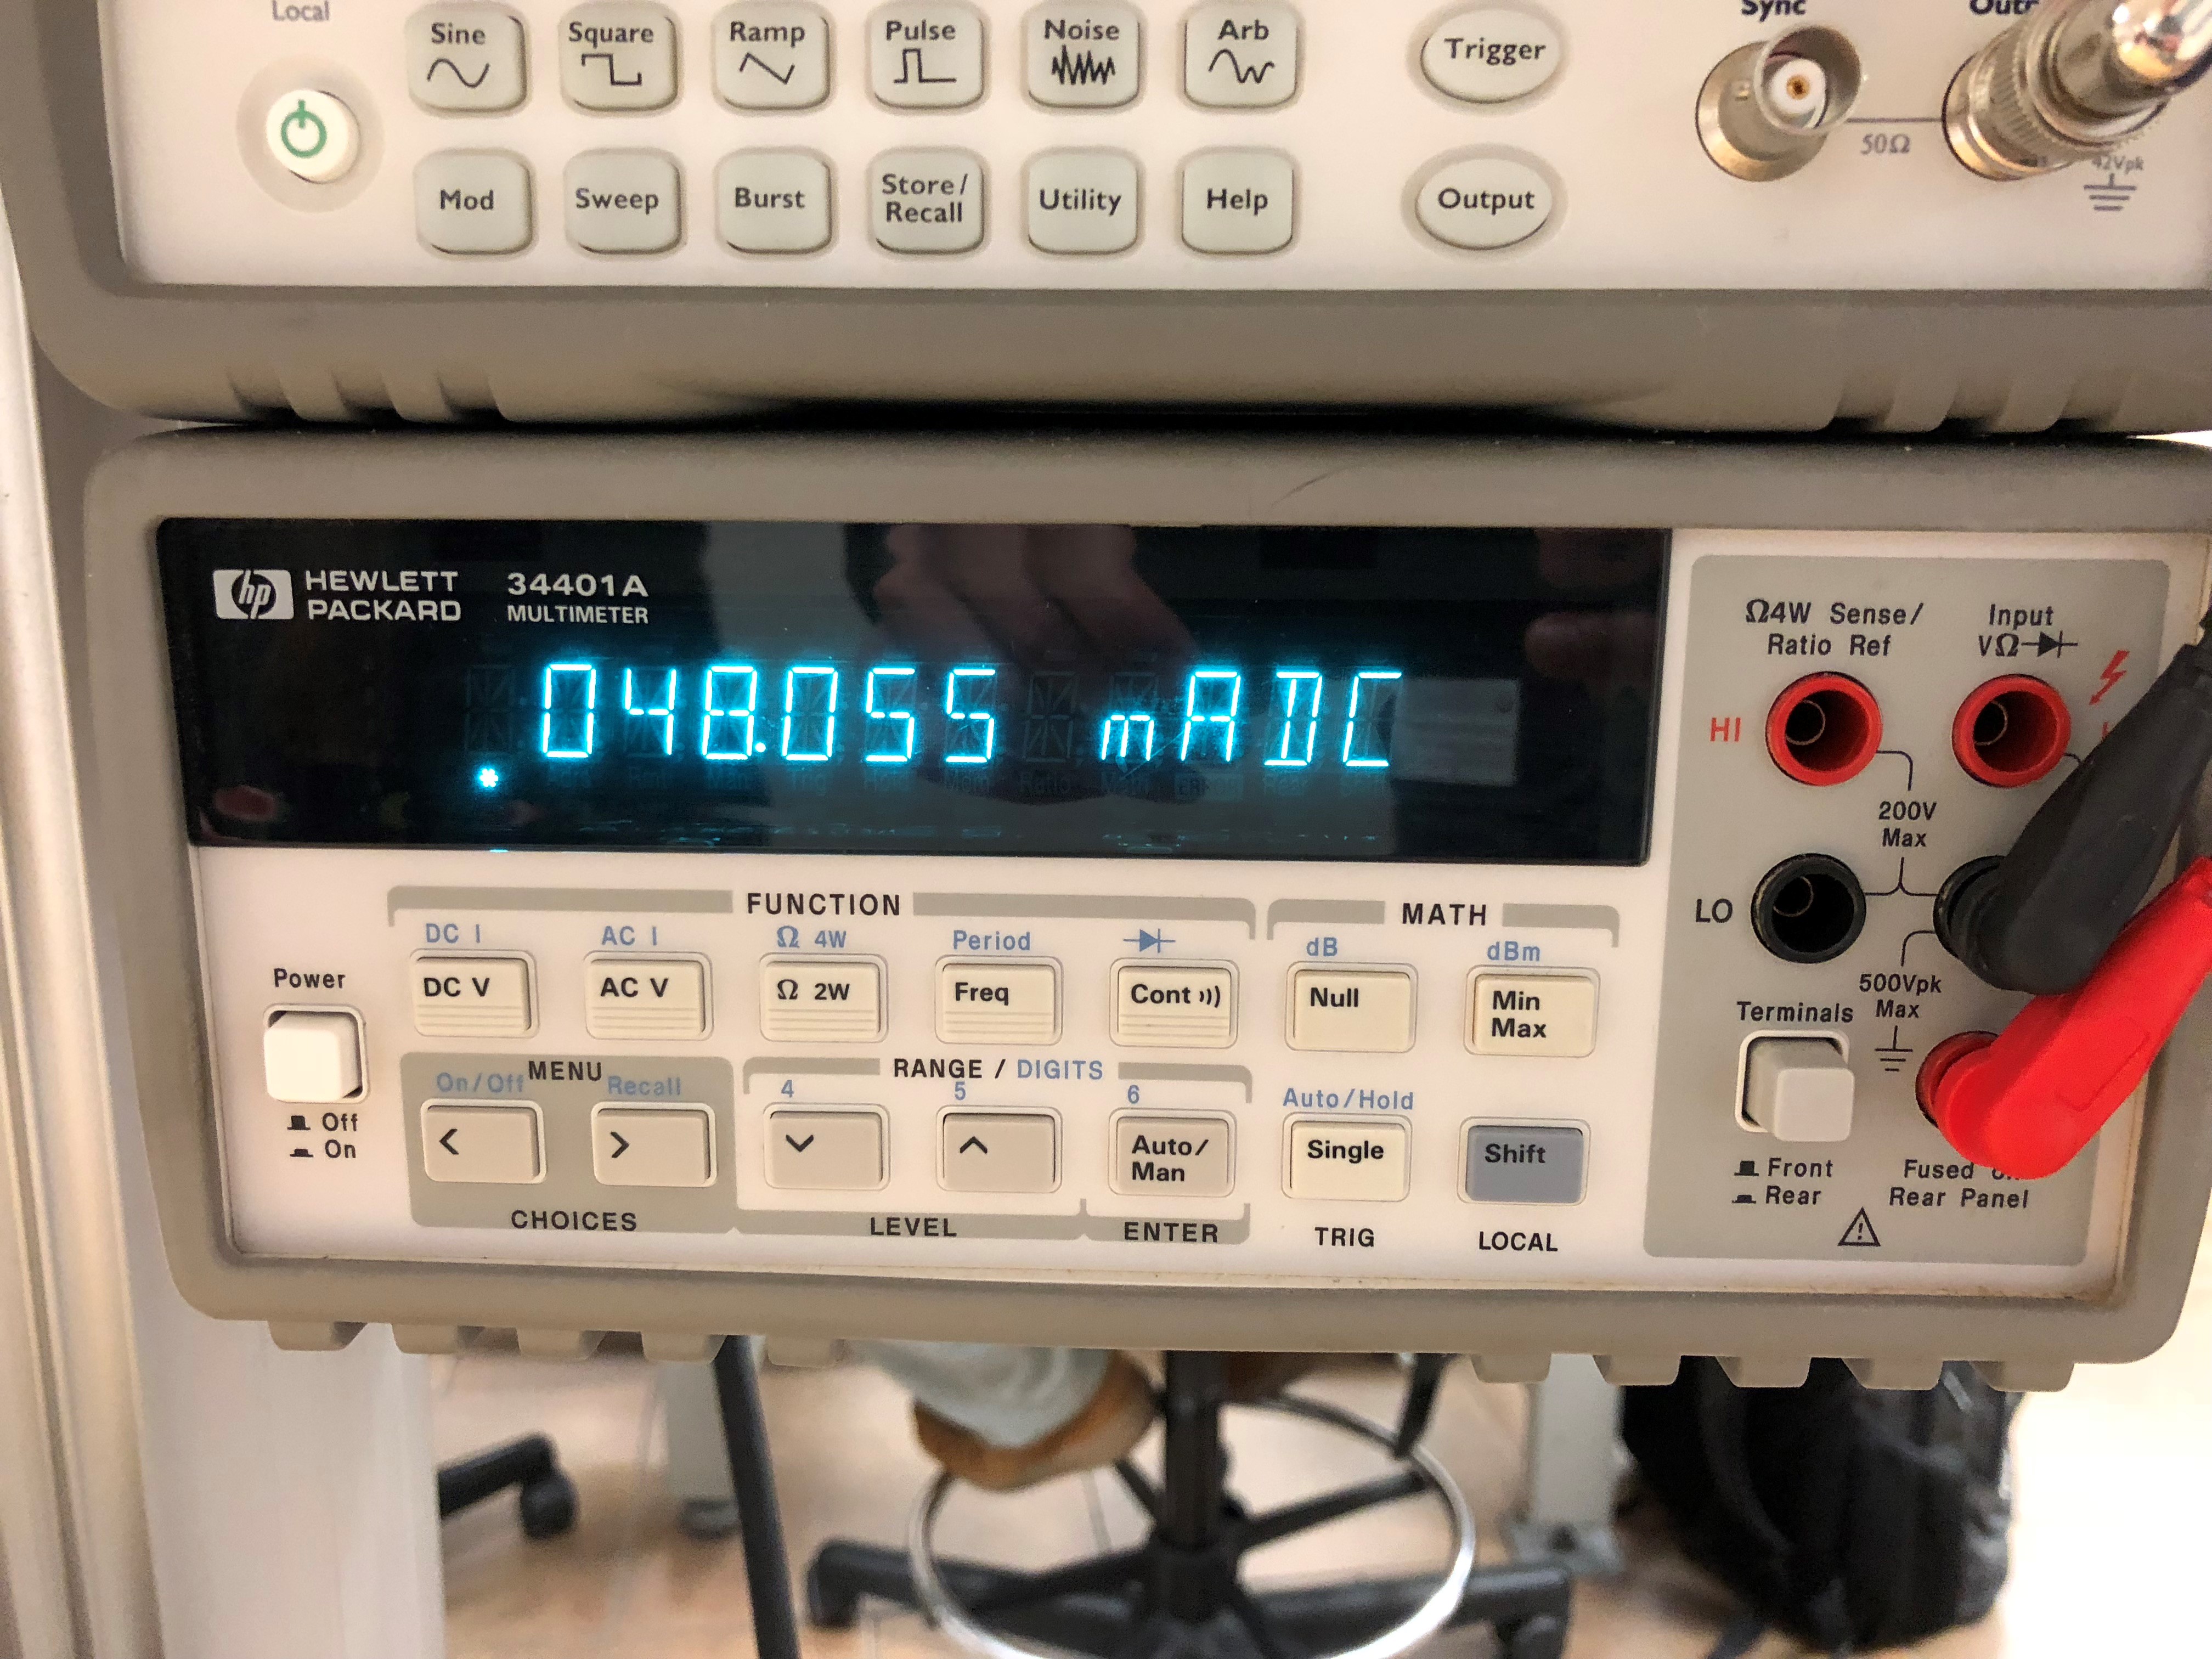 Local
Sine Square Ramp Pulse Noise Arb Trigger
Sync
50Ω
42Vpk
Mod Sweep Burst Store/ Recall Utility Help Output
hp HEWLETT PACKARD 34401A MULTIMETER
048.055 mADC
*
Ω4W Sense/ Ratio Ref
Input VΩ
HI
200V Max
LO
500Vpk Max
Terminals
Front
Rear
Fused
Rear Panel
FUNCTION MATH
DC I AC I Ω 4W Period dB dBm
Power DC V AC V Ω 2W Freq Cont Null Min Max
Off
On
MENU RANGE / DIGITS
On/Off Recall 4 5 6 Auto/Hold
< > Auto/ Man Single Shift
CHOICES LEVEL ENTER TRIG LOCAL